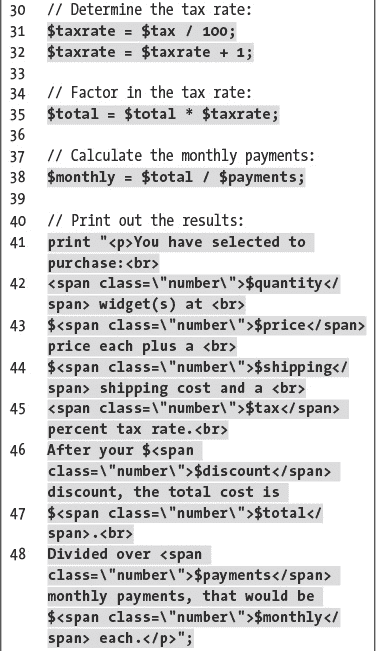 30 // Determine the tax rate:
31 $taxrate = $tax / 100;
32 $taxrate = $taxrate + 1;
33
34 // Factor in the tax rate:
35 $total = $total * $taxrate;
36
37 // Calculate the monthly payments:
38 $monthly = $total / $payments;
39
40 // Print out the results:
41 print "<p>You have selected to
purchase:<br>
42 <span class=\"number\">$quantity</
span> widget(s) at <br>
43 $<span class=\"number\">$price</span>
price each plus a <br>
44 $<span class=\"number\">$shipping</
span> shipping cost and a <br>
45 <span class=\"number\">$tax</span>
percent tax rate.<br>
46 After your $<span
class=\"number\">$discount</span>
discount, the total cost is
47 $<span class=\"number\">$total</
span>.<br>
48 Divided over <span
class=\"number\">$payments</span>
monthly payments, that would be
$<span class=\"number\">$monthly</
span> each.</p>";